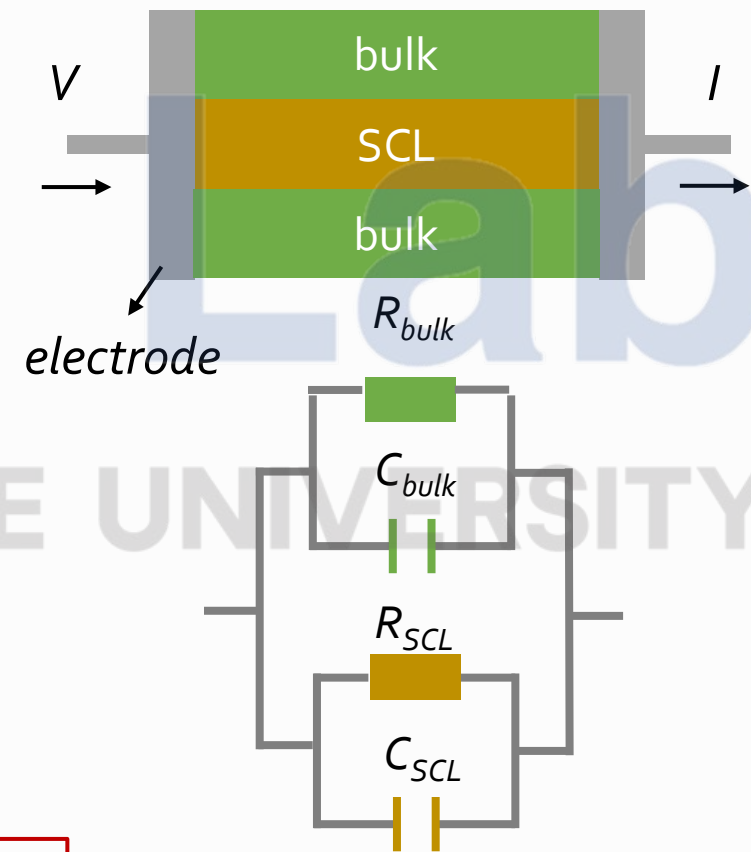 bulk
V
I
SCL
bulk
Lab
R_bulk
electrode
C_bulk
E UNIVERSITY
R_SCL
C_SCL